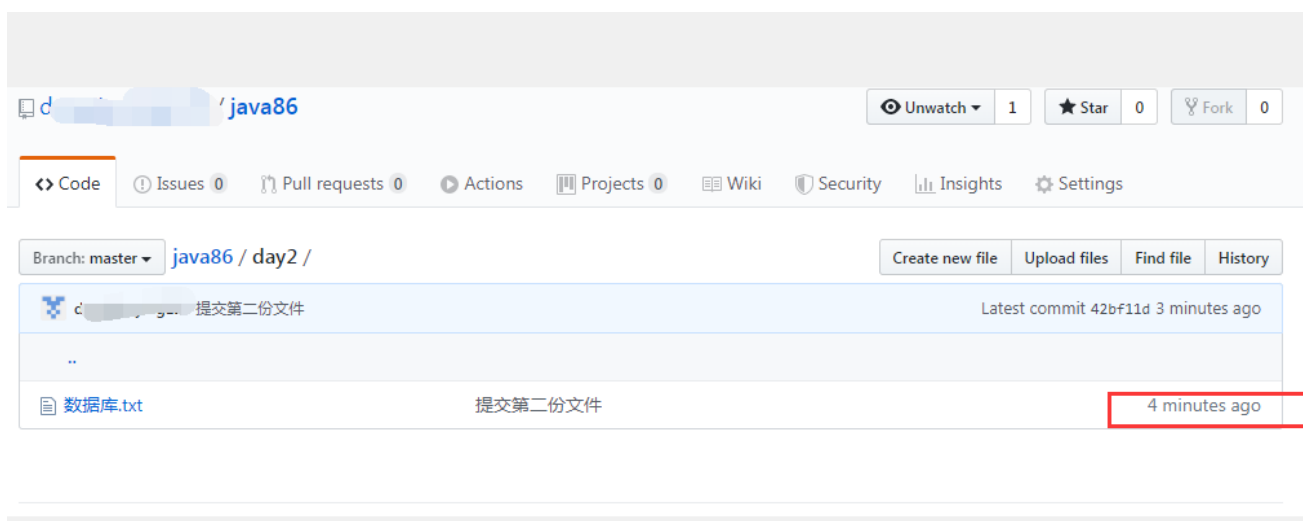 / java86 Unwatch 1 Star 0 Fork 0
Code Issues 0 Pull requests 0 Actions Projects 0 Wiki Security Insights Settings
Branch: master java86 / day2 / Create new file Upload files Find file History
提交第二份文件 Latest commit 42bf11d 3 minutes ago
..
数据库.txt 提交第二份文件 4 minutes ago